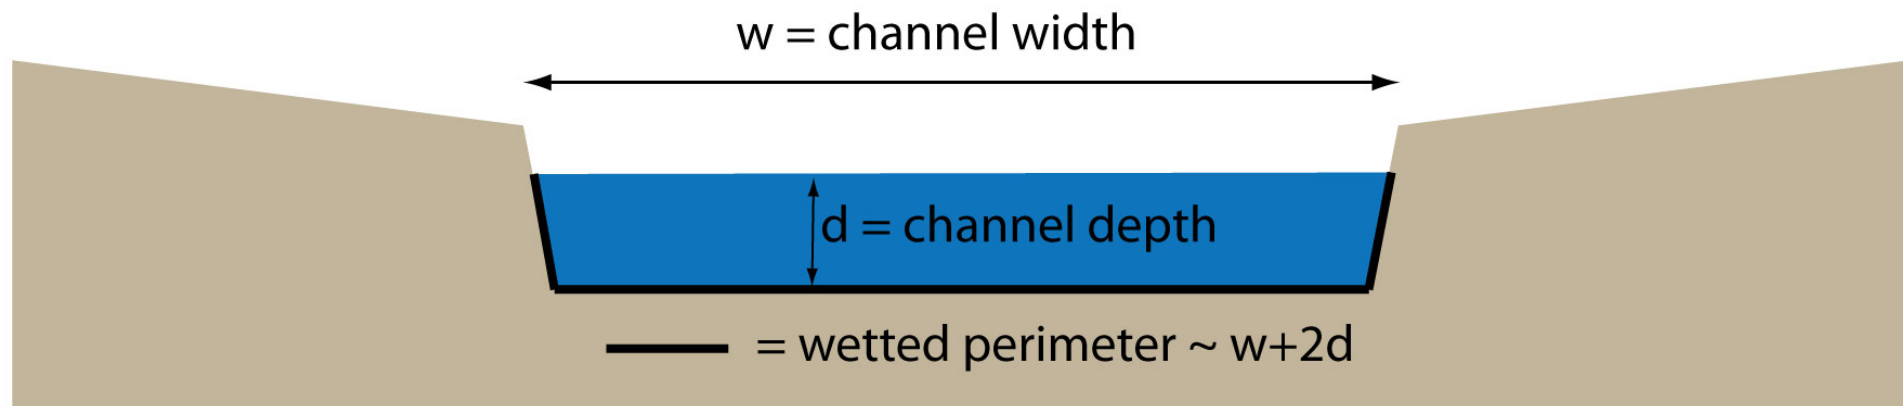 w = channel width
d = channel depth
= wetted perimeter ~ w+2d